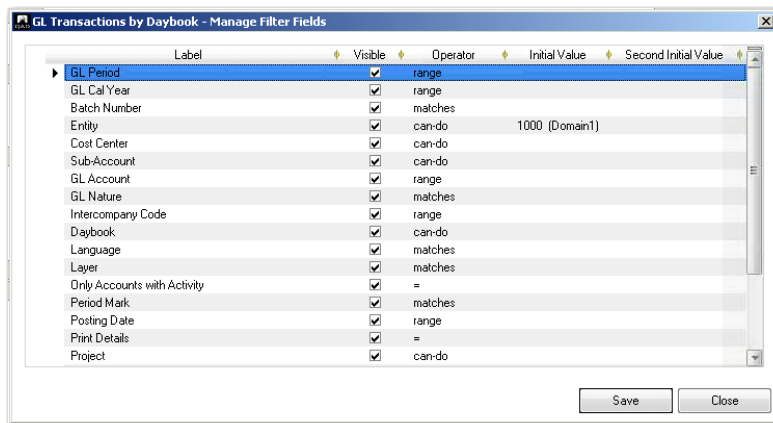 QAD GL Transactions by Daybook - Manage Filter Fields
Label Visible Operator Initial Value Second Initial Value
GL Period range
GL Cal Year range
Batch Number matches
Entity can-do 1000 (Domain1)
Cost Center can-do
Sub-Account can-do
GL Account range
GL Nature matches
Intercompany Code range
Daybook can-do
Language matches
Layer matches
Only Accounts with Activity =
Period Mark matches
Posting Date range
Print Details =
Project can-do
Save Close